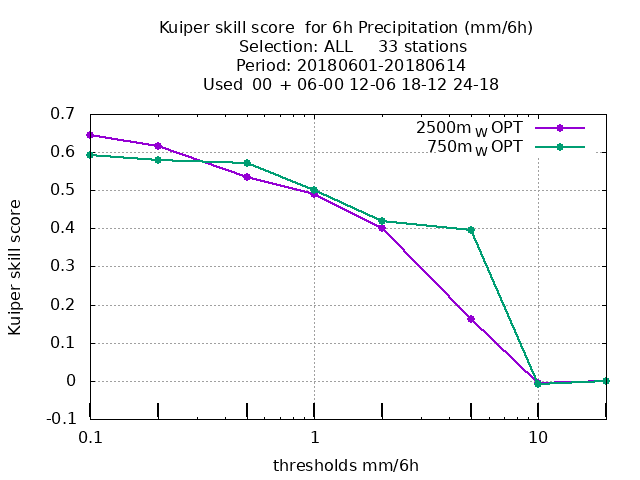 Kuiper skill score  for 6h Precipitation (mm/6h)
Selection: ALL     33 stations
Period: 20180601-20180614
Used  00  + 06-00 12-06 18-12 24-18
2500m_W OPT
750m_W OPT
0.7
0.6
0.5
0.4
0.3
0.2
0.1
0
-0.1
Kuiper skill score
0.1
1
10
thresholds mm/6h